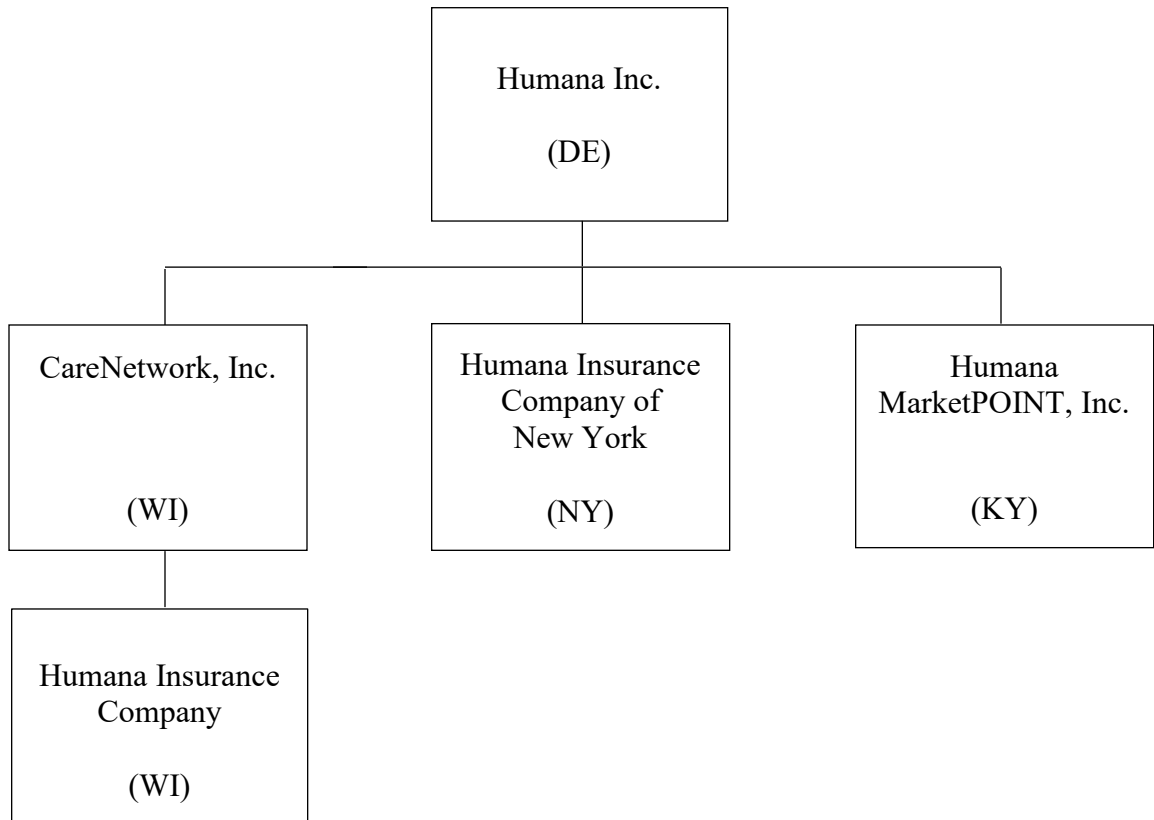 Humana Inc.
(DE)
CareNetwork, Inc.
(WI)
Humana Insurance
Company of
New York
(NY)
Humana
MarketPOINT, Inc.
(KY)
Humana Insurance
Company
(WI)